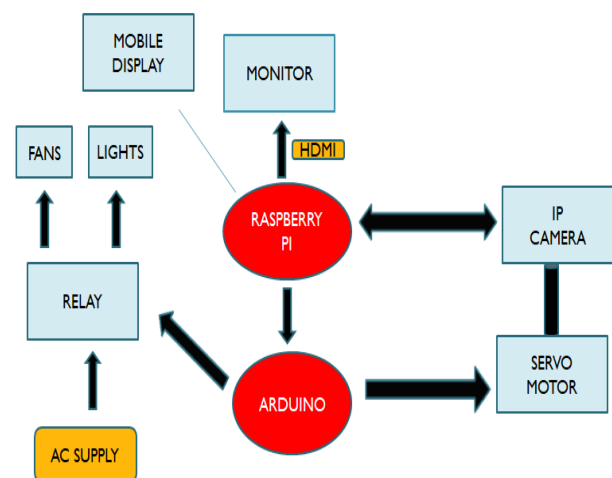 MOBILE
DISPLAY
MONITOR
HDMI
FANS
LIGHTS
RASPBERRY
PI
IP
CAMERA
RELAY
SERVO
MOTOR
ARDUINO
AC SUPPLY